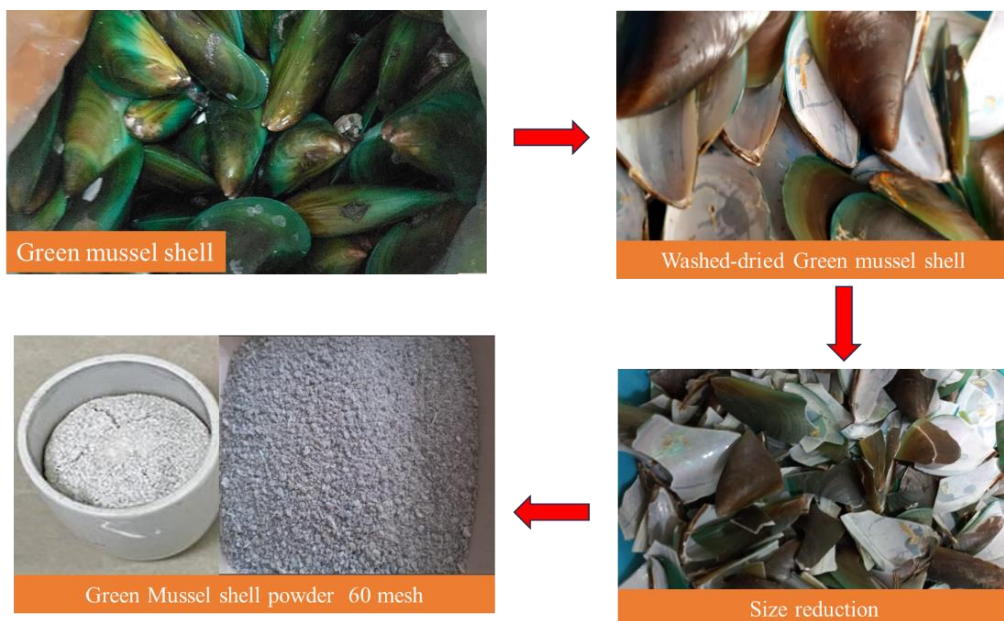 Green mussel shell
Washed-dried Green mussel shell
Size reduction
Green Mussel shell powder 60 mesh